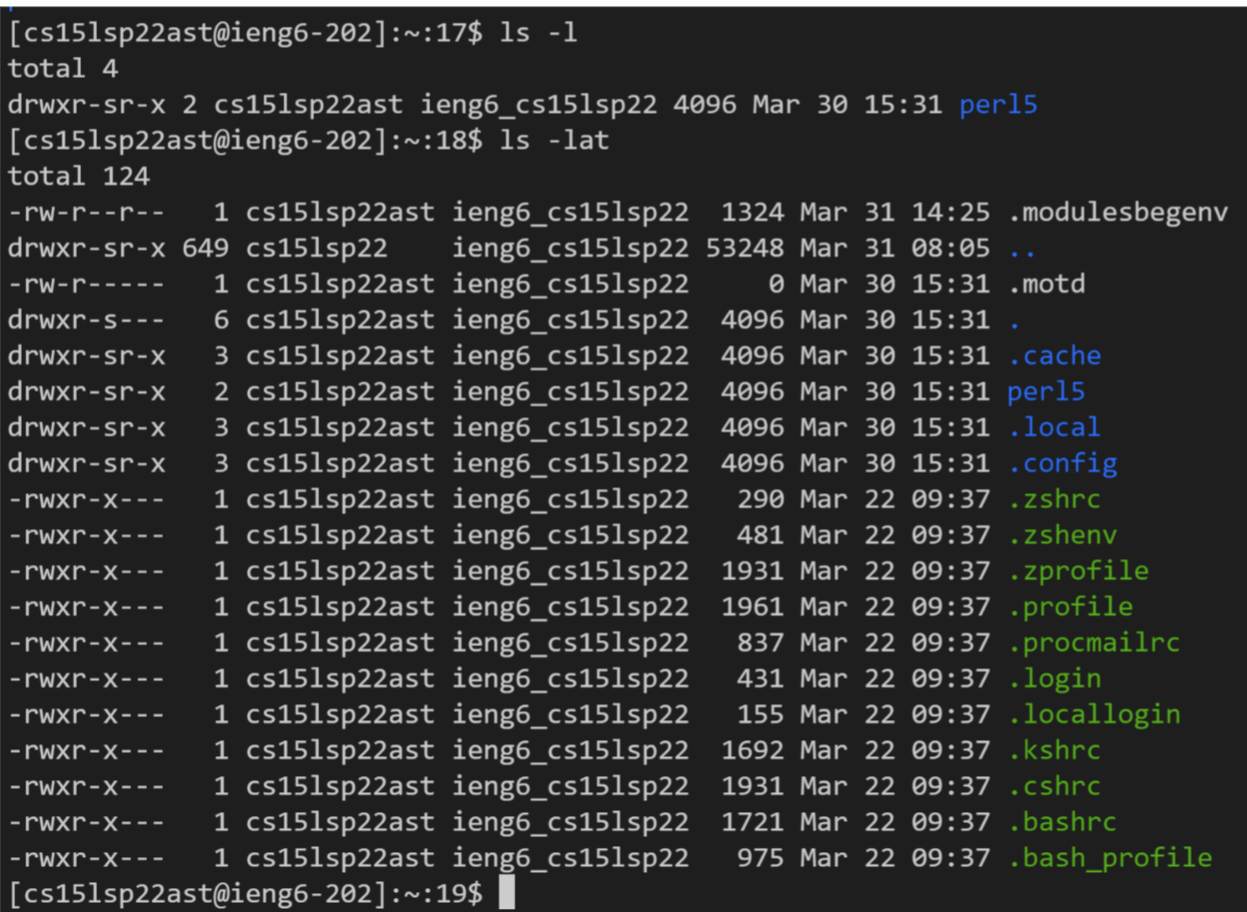 [cs15lsp22ast@ieng6-202]:~:17$ ls -l
total 4
drwxr-sr-x 2 cs15lsp22ast ieng6_cs15lsp22 4096 Mar 30 15:31 perl5
[cs15lsp22ast@ieng6-202]:~:18$ ls -lat
total 124
-rw-r--r--   1 cs15lsp22ast ieng6_cs15lsp22  1324 Mar 31 14:25 .modulesbegenv
drwxr-sr-x 649 cs15lsp22    ieng6_cs15lsp22 53248 Mar 31 08:05 ..
-rw-r-----   1 cs15lsp22ast ieng6_cs15lsp22     0 Mar 30 15:31 .motd
drwxr-s---   6 cs15lsp22ast ieng6_cs15lsp22  4096 Mar 30 15:31 .
drwxr-sr-x   3 cs15lsp22ast ieng6_cs15lsp22  4096 Mar 30 15:31 .cache
drwxr-sr-x   2 cs15lsp22ast ieng6_cs15lsp22  4096 Mar 30 15:31 perl5
drwxr-sr-x   3 cs15lsp22ast ieng6_cs15lsp22  4096 Mar 30 15:31 .local
drwxr-sr-x   3 cs15lsp22ast ieng6_cs15lsp22  4096 Mar 30 15:31 .config
-rwxr-x---   1 cs15lsp22ast ieng6_cs15lsp22   290 Mar 22 09:37 .zshrc
-rwxr-x---   1 cs15lsp22ast ieng6_cs15lsp22   481 Mar 22 09:37 .zshenv
-rwxr-x---   1 cs15lsp22ast ieng6_cs15lsp22  1931 Mar 22 09:37 .zprofile
-rwxr-x---   1 cs15lsp22ast ieng6_cs15lsp22  1961 Mar 22 09:37 .profile
-rwxr-x---   1 cs15lsp22ast ieng6_cs15lsp22   837 Mar 22 09:37 .procmailrc
-rwxr-x---   1 cs15lsp22ast ieng6_cs15lsp22   431 Mar 22 09:37 .login
-rwxr-x---   1 cs15lsp22ast ieng6_cs15lsp22   155 Mar 22 09:37 .locallogin
-rwxr-x---   1 cs15lsp22ast ieng6_cs15lsp22  1692 Mar 22 09:37 .kshrc
-rwxr-x---   1 cs15lsp22ast ieng6_cs15lsp22  1931 Mar 22 09:37 .cshrc
-rwxr-x---   1 cs15lsp22ast ieng6_cs15lsp22  1721 Mar 22 09:37 .bashrc
-rwxr-x---   1 cs15lsp22ast ieng6_cs15lsp22   975 Mar 22 09:37 .bash_profile
[cs15lsp22ast@ieng6-202]:~:19$